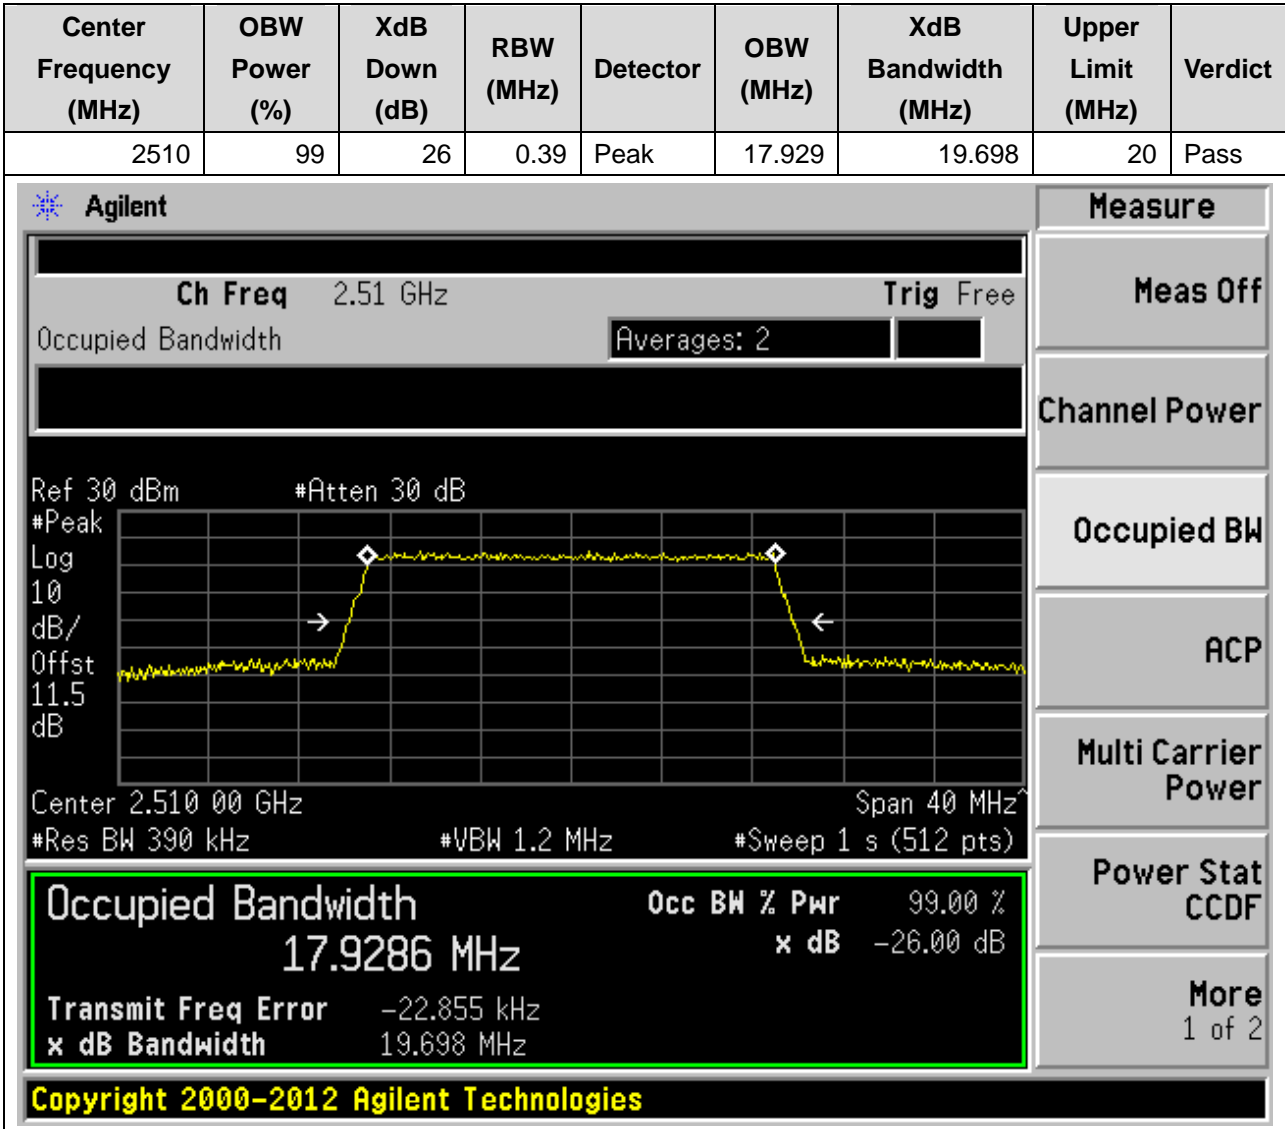 Center Frequency (MHz) OBW Power (%) XdB Down (dB) RBW (MHz) Detector OBW (MHz) XdB Bandwidth (MHz) Upper Limit (MHz) Verdict
2510 99 26 0.39 Peak 17.929 19.698 20 Pass
Agilent
Measure
Ch Freq 2.51 GHz Trig Free
Meas Off
Occupied Bandwidth Averages: 2
Channel Power
Ref 30 dBm #Atten 30 dB
#Peak
Log
10
dB/
Offst
11.5
dB
Occupied BW
ACP
Center 2.510 00 GHz Span 40 MHz^
#Res BW 390 kHz #VBW 1.2 MHz #Sweep 1 s (512 pts)
Multi Carrier
Power
Occupied Bandwidth Occ BW % Pwr 99.00 %
17.9286 MHz x dB -26.00 dB
Power Stat
CCDF
Transmit Freq Error -22.855 kHz
x dB Bandwidth 19.698 MHz
More
1 of 2
Copyright 2000-2012 Agilent Technologies